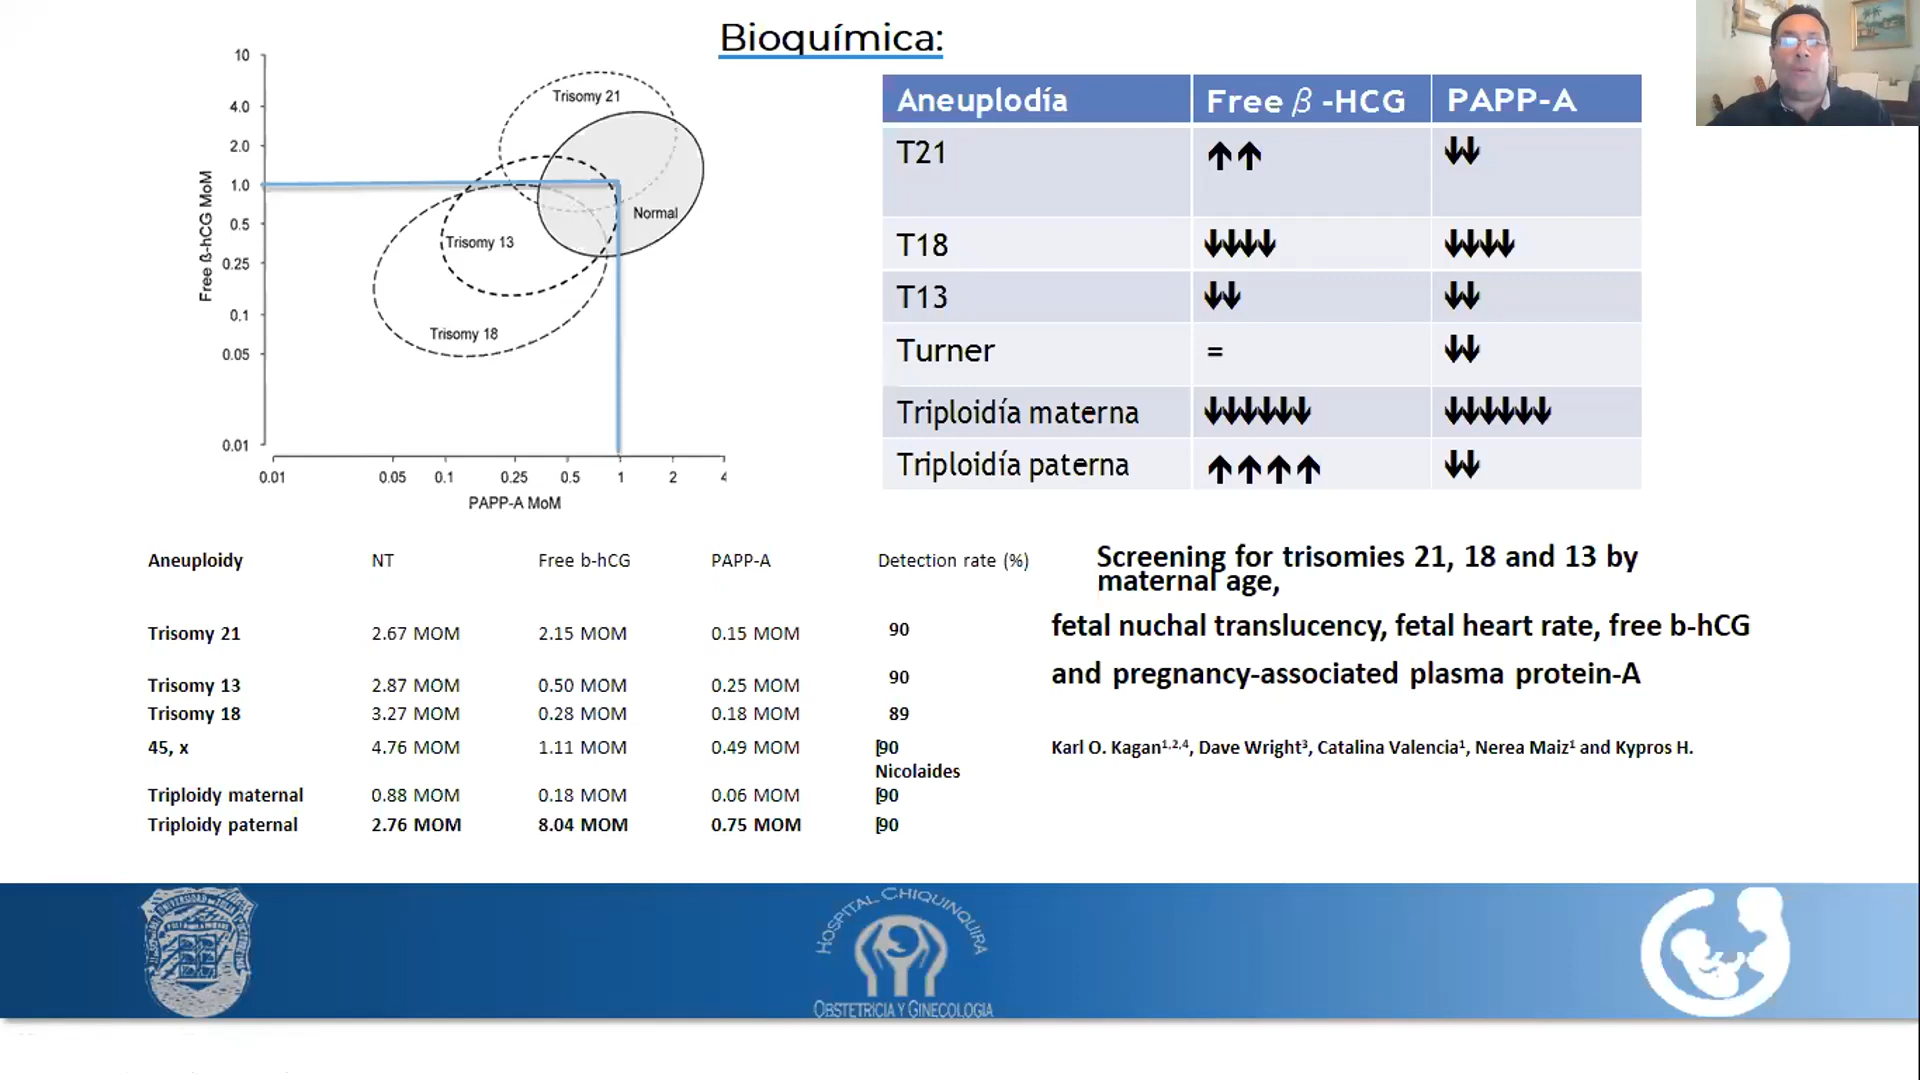 Bioquímica:
10
4.0
2.0
1.0
0.5
0.25
0.1
0.05
0.01
Free ß-hCG MoM
Trisomy 21
Normal
Trisomy 13
Trisomy 18
0.01 0.05 0.1 0.25 0.5 1 2 4
PAPP-A MoM
Aneuplodía Free β -HCG PAPP-A
T21 ↑↑ ↓↓
T18 ↓↓↓↓ ↓↓↓↓
T13 ↓↓ ↓↓
Turner = ↓↓
Triploidía materna ↓↓↓↓↓↓ ↓↓↓↓↓↓
Triploidía paterna ↑↑↑↑ ↓↓
Aneuploidy NT Free b-hCG PAPP-A Detection rate (%)
Trisomy 21 2.67 MOM 2.15 MOM 0.15 MOM 90
Trisomy 13 2.87 MOM 0.50 MOM 0.25 MOM 90
Trisomy 18 3.27 MOM 0.28 MOM 0.18 MOM 89
45, x 4.76 MOM 1.11 MOM 0.49 MOM [90
Nicolaides
Triploidy maternal 0.88 MOM 0.18 MOM 0.06 MOM [90
Triploidy paternal 2.76 MOM 8.04 MOM 0.75 MOM [90
Screening for trisomies 21, 18 and 13 by
maternal age,
fetal nuchal translucency, fetal heart rate, free b-hCG
and pregnancy-associated plasma protein-A
Karl O. Kagan1,2,4, Dave Wright3, Catalina Valencia1, Nerea Maiz1 and Kypros H.
HOSPITAL CHIQUINQUIRA
OBSTETRICIA Y GINECOLOGIA